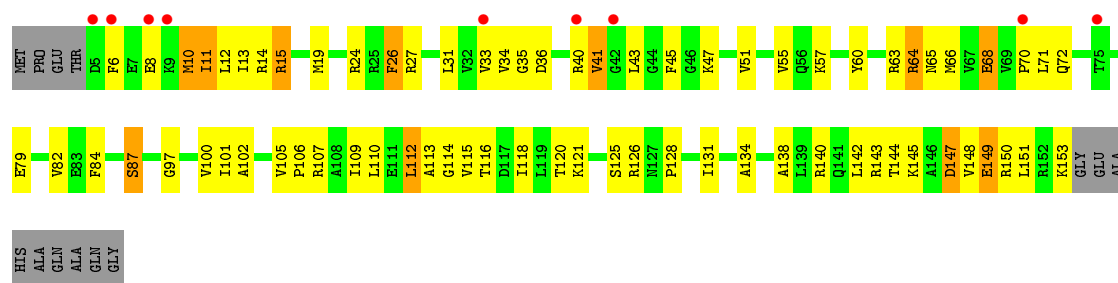 MET PRO GLU THR D5 F6 E7 E8 K9 M10 I11 L12 I13 R14 R15 M19 R24 R25 F26 R27 L31 V32 V33 V34 G35 D36 R40 V41 G42 L43 G44 F45 G46 K47 V51 V55 Q56 K57 Y60 R63 R64 N65 M66 V67 E68 V69 P70 L71 Q72 T75
E79 V82 E83 F84 S87 G97 V100 I101 A102 V105 P106 R107 A108 I109 L110 E111 L112 A113 G114 V115 T116 D117 I118 L119 T120 K121 S125 R126 N127 P128 I131 A134 A138 L139 R140 Q141 L142 R143 T144 K145 A146 D147 V148 E149 R150 L151 R152 K153 GLY GLU ALA
HIS ALA GLN ALA GLN GLY